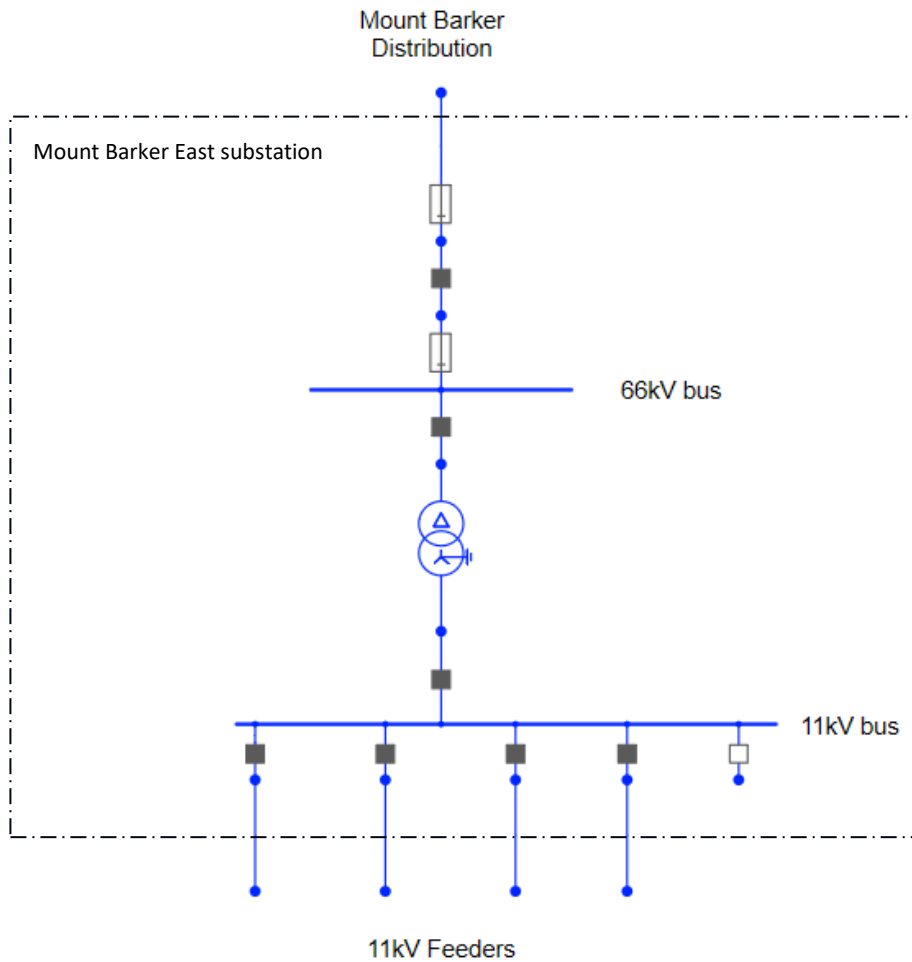 Mount Barker
Distribution
Mount Barker East substation
66kV bus
11kV bus
11kV Feeders